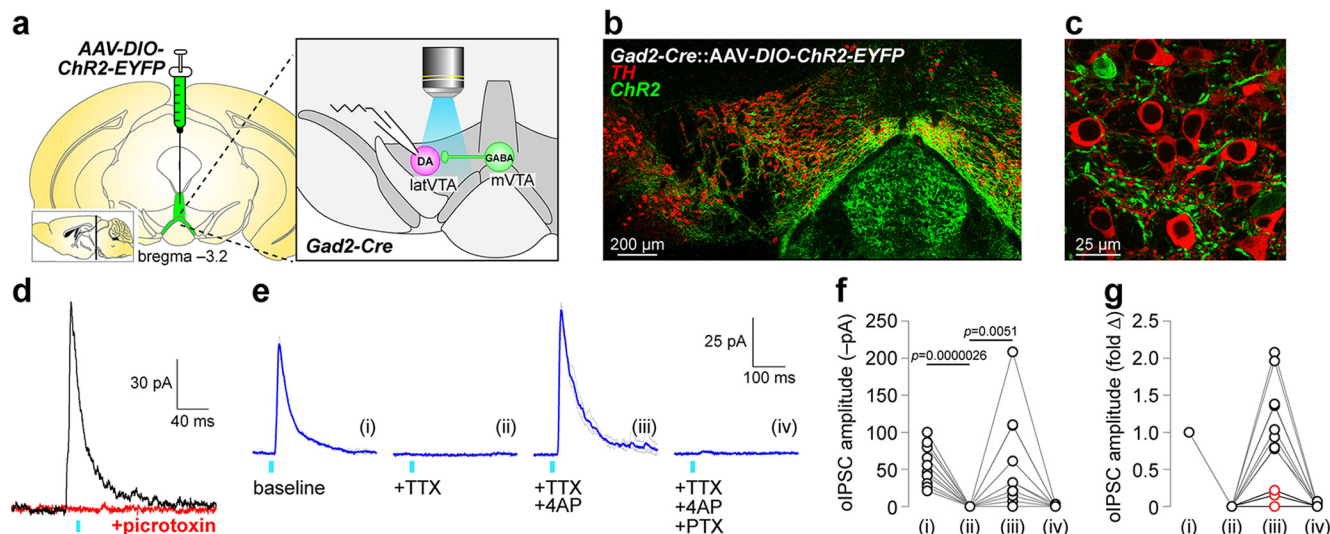 a
AAV-DIO-
ChR2-EYFP
bregma –3.2
DA
GABA
latVTA
mVTA
Gad2-Cre
b
Gad2-Cre::AAV-DIO-ChR2-EYFP
TH
ChR2
200 µm
c
25 µm
d
30 pA
40 ms
+picrotoxin
e
25 pA
100 ms
(i)
(ii)
(iii)
(iv)
baseline
+TTX
+TTX
+4AP
+TTX
+4AP
+PTX
f
oIPSC amplitude (–pA)
250
200
150
100
50
0
p=0.0000026
p=0.0051
(i) (ii) (iii) (iv)
g
oIPSC amplitude (fold Δ)
2.5
2.0
1.5
1.0
0.5
0
(i) (ii) (iii) (iv)